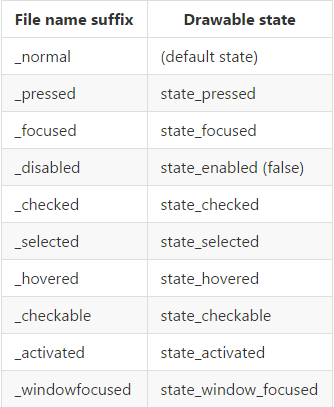 File name suffix Drawable state
_normal (default state)
_pressed state_pressed
_focused state_focused
_disabled state_enabled (false)
_checked state_checked
_selected state_selected
_hovered state_hovered
_checkable state_checkable
_activated state_activated
_windowfocused state_window_focused